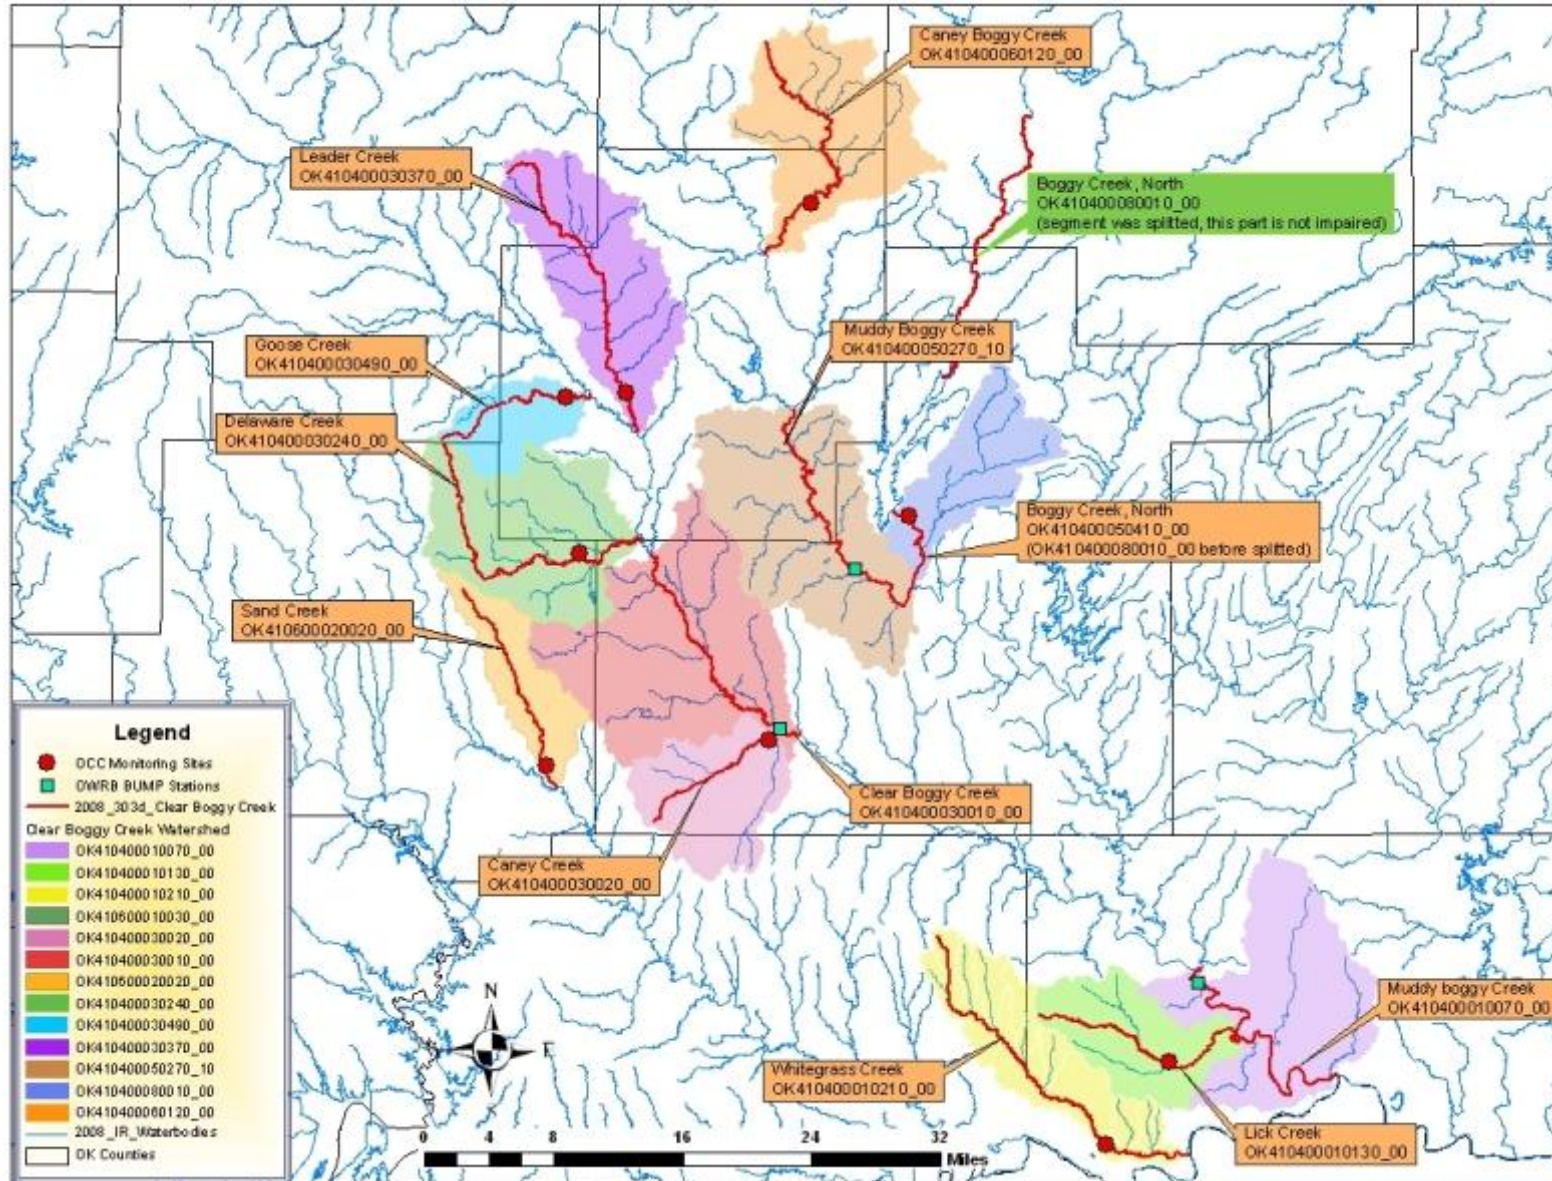 Caney Boggy Creek
OK410400060120_00
Leader Creek
OK410400030370_00
Boggy Creek, North
OK410400080010_00
(segment was splitted, this part is not impaired)
Muddy Boggy Creek
OK410400050270_10
Goose Creek
OK410400030490_00
Delaware Creek
OK410400030240_00
Boggy Creek, North
OK410400050410_00
(OK410400080010_00 before splitted)
Sand Creek
OK410600020020_00
Clear Boggy Creek
OK410400030010_00
Caney Creek
OK410400030020_00
Muddy boggy Creek
OK410400010070_00
Whitegrass Creek
OK410400010210_00
Lick Creek
OK410400010130_00
Legend
OCC Monitoring Sites
OWRB BUMP Stations
2008_303d_Clear Boggy Creek
Clear Boggy Creek Watershed
OK410400010070_00
OK410400010130_00
OK410400010210_00
OK410600010030_00
OK410400030020_00
OK410400030010_00
OK410600020020_00
OK410400030240_00
OK410400030490_00
OK410400030370_00
OK410400050270_10
OK410400080010_00
OK410400060120_00
2008_IR_Waterbodies
OK Counties
N
E
0 4 8 16 24 32
Miles